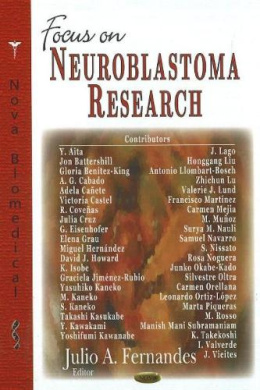 Nova Biomedical
Focus on
NEUROBLASTOMA
RESEARCH
Contributors
Y. Aita
Jon Battershill
Gloria Benitez-King
A. G. Cabado
Adela Cañete
Victoria Castel
R. Coveñas
Julia Cruz
G. Eisenhofer
Elena Grau
Miguel Hernández
David J. Howard
K. Isobe
Graciela Jiménez-Rubio
Yasuhiko Kaneko
M. Kaneko
S. Kaneko
Takashi Kasukabe
Y. Kawakami
Yoshifumi Kawanabe
J. Lago
Honggang Liu
Antonio Llombart-Bosch
Zhichun Lu
Valerie J. Lund
Francisco Martinez
Carmen Mejia
M. Muñoz
Surya M. Nauli
Samuel Navarro
S. Nissato
Rosa Noguera
Junko Okabe-Kado
Silvestre Oltra
Carmen Orellana
Leonardo Ortiz-López
Marta Piqueras
M. Rosso
Manish Mani Subramaniam
K. Takekoshi
I. Valverde
J. Vieites
Julio A. Fernandes
Editor